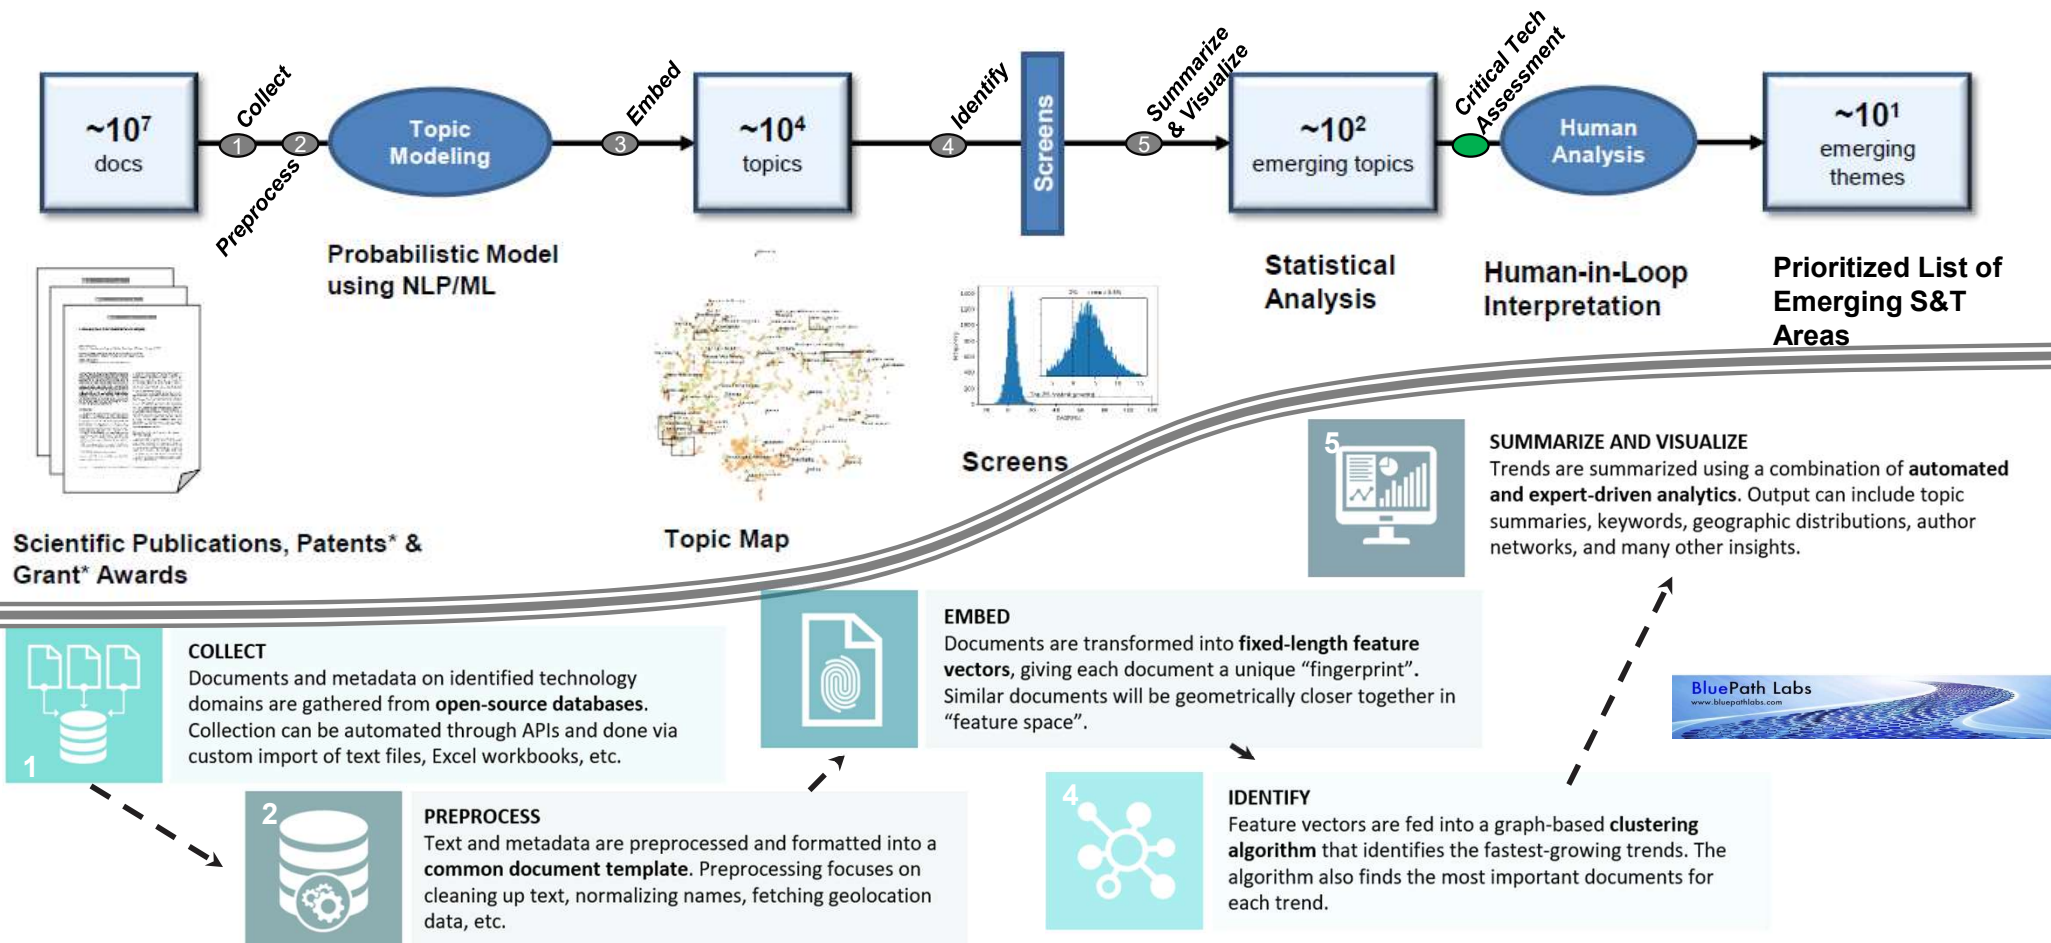 ~10⁷
docs
1
Collect
2
Preprocess
Topic
Modeling
3
Embed
~10⁴
topics
4
Identify
Screens
5
Summarize
& Visualize
~10²
emerging topics
Critical Tech
Assessment
Human
Analysis
~10¹
emerging
themes
Probabilistic Model
using NLP/ML
Statistical
Analysis
Human-in-Loop
Interpretation
Prioritized List of
Emerging S&T
Areas
Screens
Topic Map
Scientific Publications, Patents* &
Grant* Awards
1
COLLECT
Documents and metadata on identified technology
domains are gathered from open-source databases.
Collection can be automated through APIs and done via
custom import of text files, Excel workbooks, etc.
2
PREPROCESS
Text and metadata are preprocessed and formatted into a
common document template. Preprocessing focuses on
cleaning up text, normalizing names, fetching geolocation
data, etc.
EMBED
Documents are transformed into fixed-length feature
vectors, giving each document a unique “fingerprint”.
Similar documents will be geometrically closer together in
“feature space”.
4
IDENTIFY
Feature vectors are fed into a graph-based clustering
algorithm that identifies the fastest-growing trends. The
algorithm also finds the most important documents for
each trend.
5
SUMMARIZE AND VISUALIZE
Trends are summarized using a combination of automated
and expert-driven analytics. Output can include topic
summaries, keywords, geographic distributions, author
networks, and many other insights.
BluePath Labs
www.bluepathlabs.com